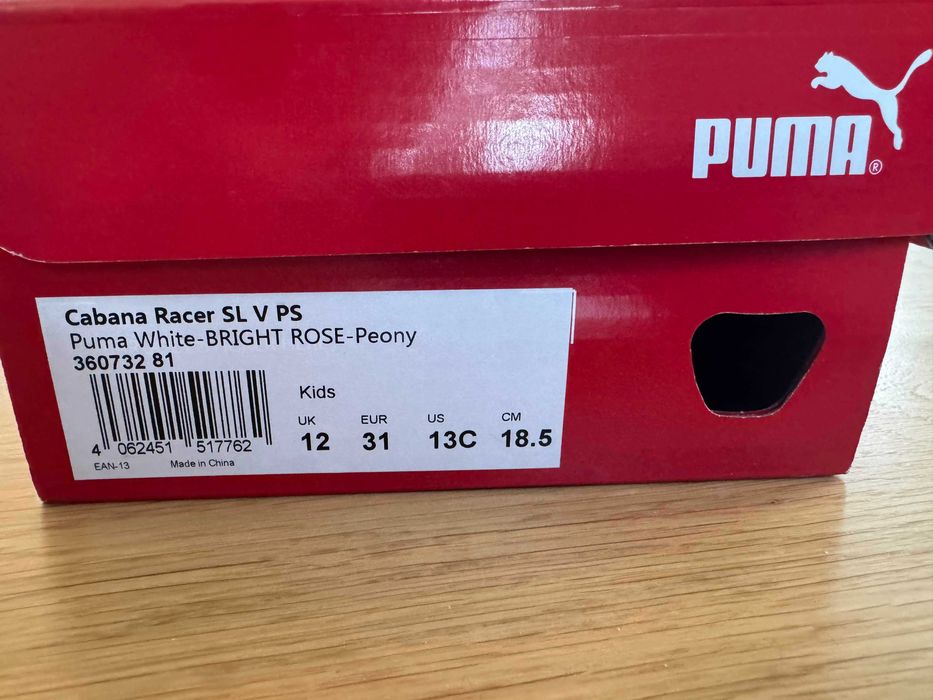 PUMA®
Cabana Racer SL V PS
Puma White-BRIGHT ROSE-Peony
360732 81
Kids
UK EUR US CM
12 31 13C 18.5
4 062451 517762
EAN-13 Made in China